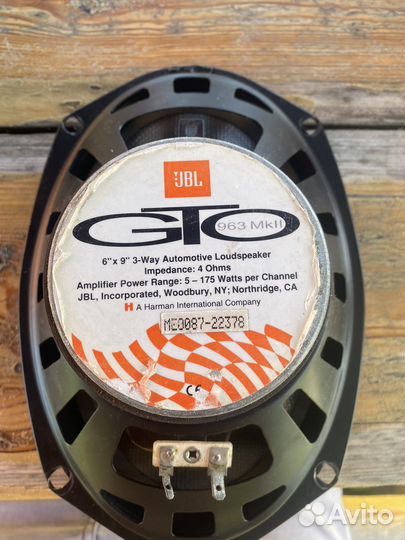 JBL
GTO
963 MkII
6" x 9" 3-Way Automotive Loudspeaker
Impedance: 4 Ohms
Amplifier Power Range: 5 – 175 Watts per Channel
JBL, Incorporated, Woodbury, NY; Northridge, CA
H A Harman International Company
ME0087-22378
CE
Avito